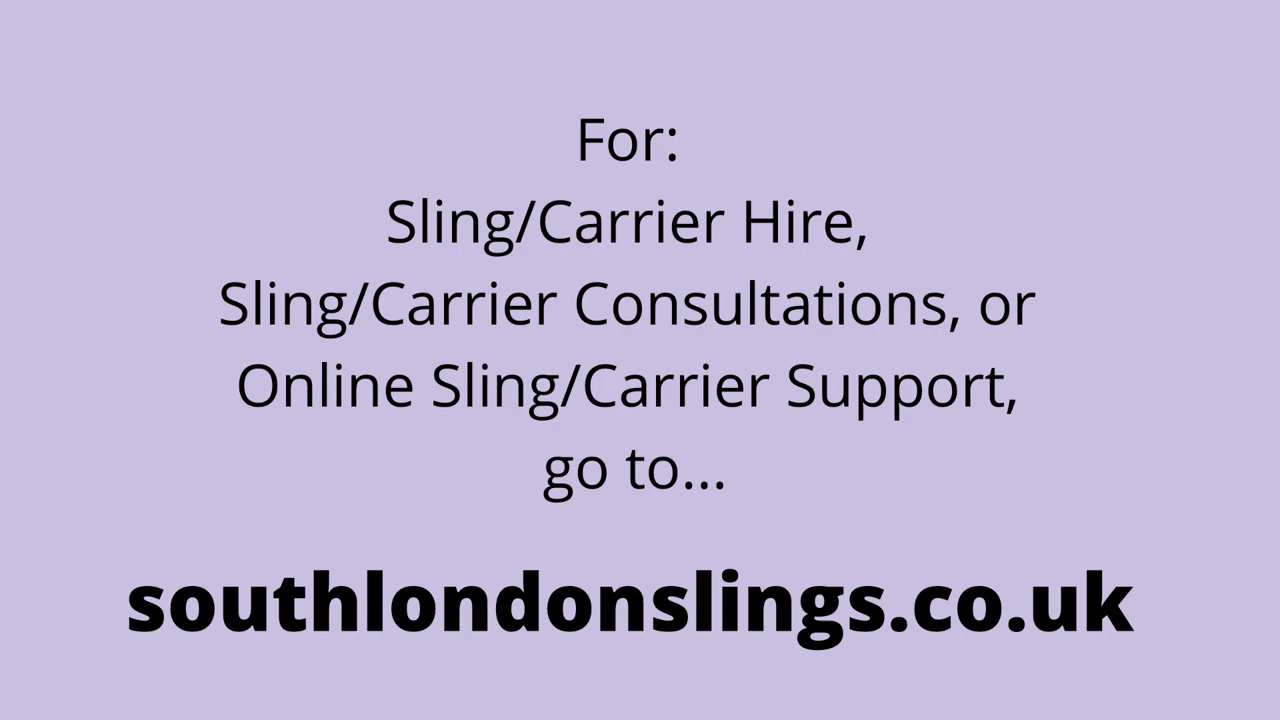 For:
Sling/Carrier Hire,
Sling/Carrier Consultations, or
Online Sling/Carrier Support,
go to...
southlondonslings.co.uk